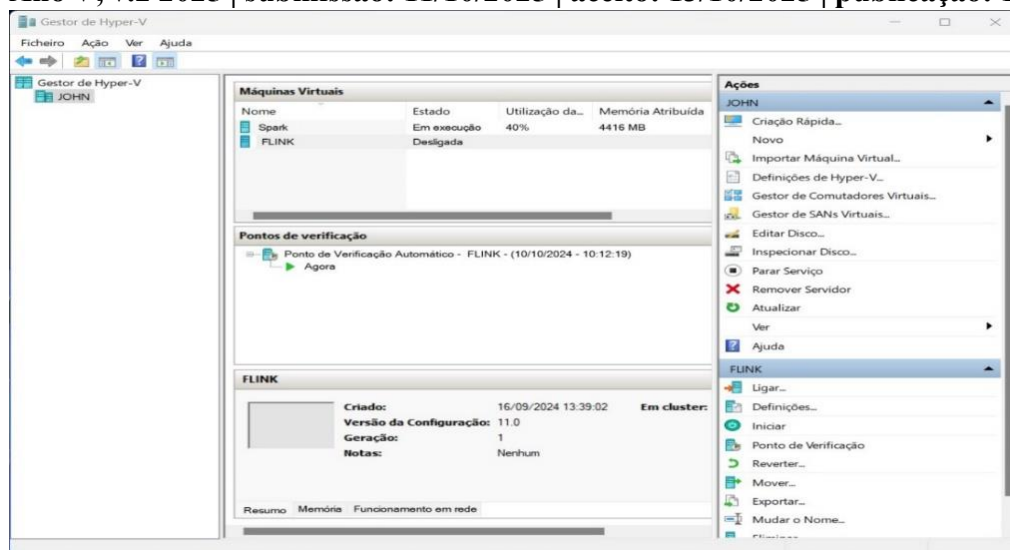 Gestor de Hyper-V
Ficheiro Ação Ver Ajuda
Gestor de Hyper-V
JOHN
Máquinas Virtuais
Nome Estado Utilização da... Memória Atribuída
Spark Em execução 40% 4416 MB
FLINK Desligada
Pontos de verificação
Ponto de Verificação Automático - FLINK - (10/10/2024 - 10:12:19)
Agora
FLINK
Criado: 16/09/2024 13:39:02 Em cluster:
Versão da Configuração: 11.0
Geração: 1
Notas: Nenhum
Resumo Memória Funcionamento em rede
Ações
JOHN
Criação Rápida...
Novo
Importar Máquina Virtual...
Definições de Hyper-V...
Gestor de Comutadores Virtuais...
Gestor de SANs Virtuais...
Editar Disco...
Inspecionar Disco...
Parar Serviço
Remover Servidor
Atualizar
Ver
Ajuda
FLINK
Ligar...
Definições...
Iniciar
Ponto de Verificação
Reverter...
Mover...
Exportar...
Mudar o Nome...